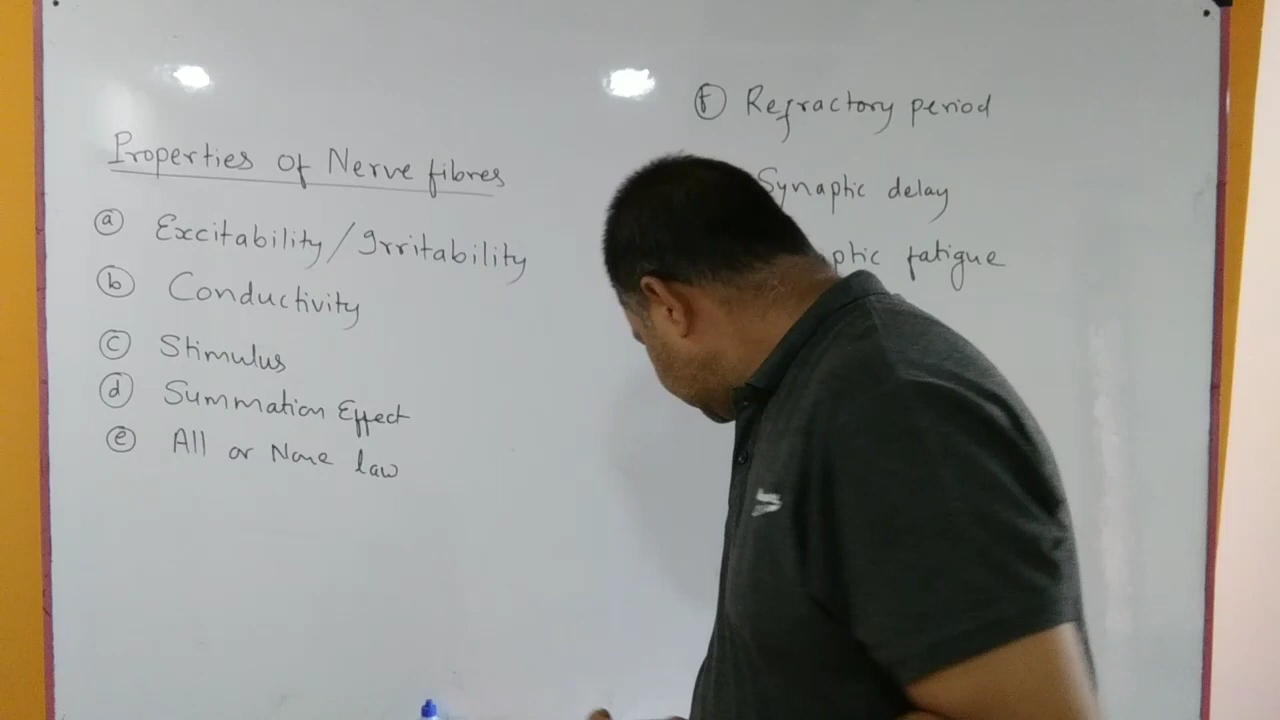 Properties of Nerve fibres
a Excitability/Irritability
b Conductivity
c Stimulus
d Summation Effect
e All or None law
f Refractory period
Synaptic delay
fatigue